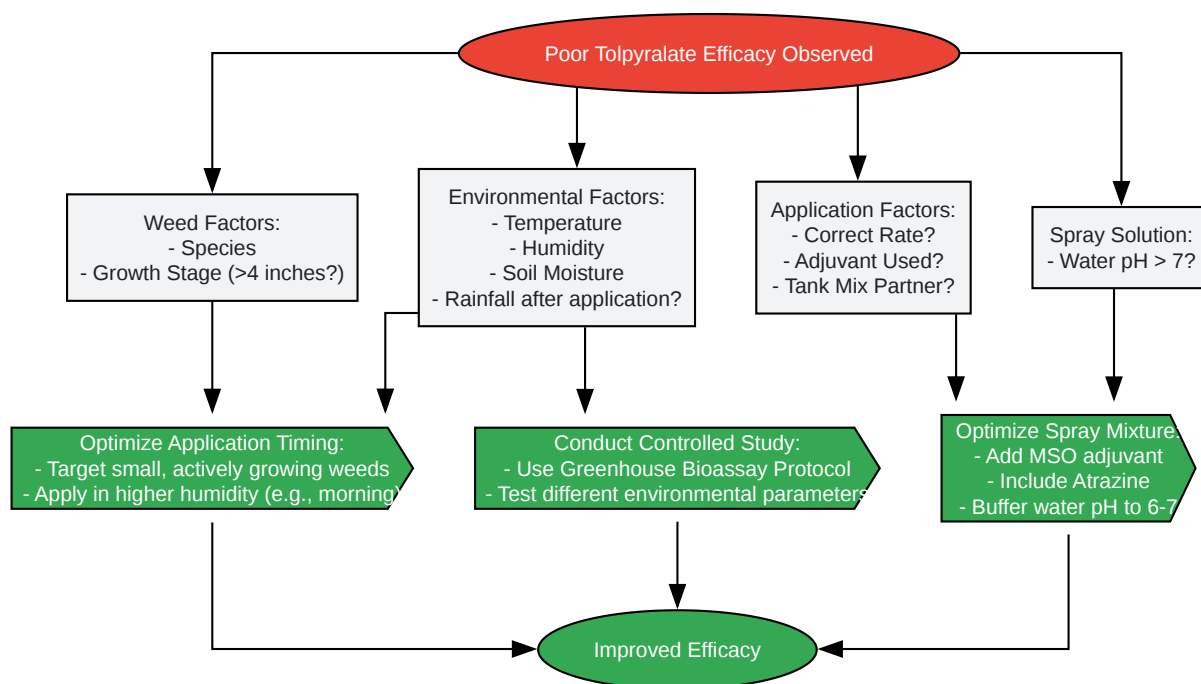 Poor Tolpyralate Efficacy Observed
Weed Factors:
- Species
- Growth Stage (>4 inches?)
Environmental Factors:
- Temperature
- Humidity
- Soil Moisture
- Rainfall after application?
Application Factors:
- Correct Rate?
- Adjuvant Used?
- Tank Mix Partner?
Spray Solution:
- Water pH > 7?
Optimize Application Timing:
- Target small, actively growing weeds
- Apply in higher humidity (e.g., morning)
Conduct Controlled Study:
- Use Greenhouse Bioassay Protocol
- Test different environmental parameters
Optimize Spray Mixture:
- Add MSO adjuvant
- Include Atrazine
- Buffer water pH to 6-7
Improved Efficacy